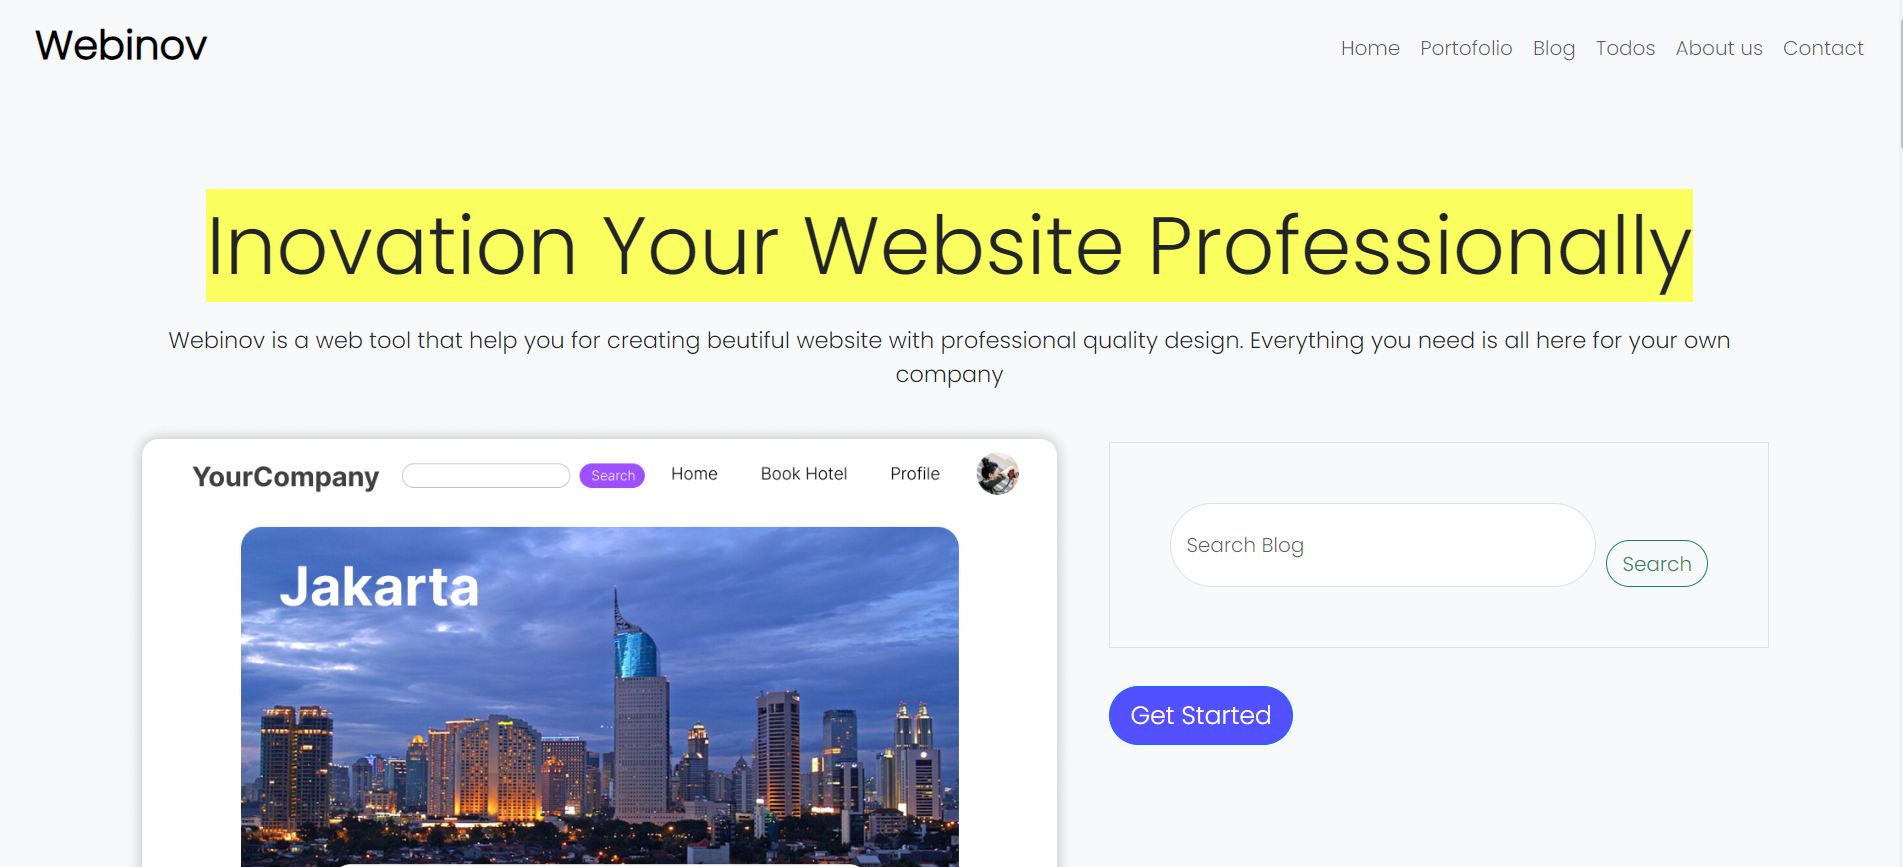 Webinov
Home Portofolio Blog Todos About us Contact
Inovation Your Website Professionally
Webinov is a web tool that help you for creating beutiful website with professional quality design. Everything you need is all here for your own
company
YourCompany Search Home Book Hotel Profile
Jakarta
Search Blog
Search
Get Started